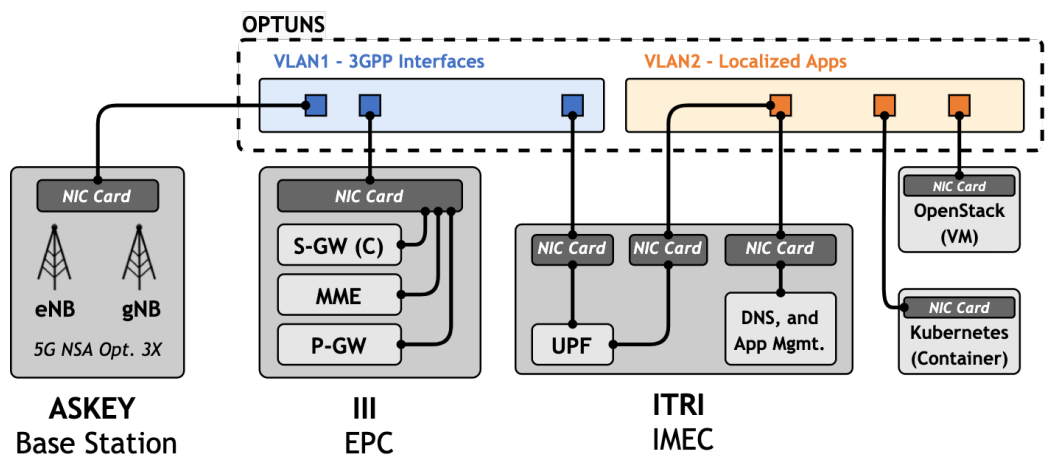 OPTUNS
VLAN1 - 3GPP Interfaces
VLAN2 - Localized Apps
NIC Card
eNB
gNB
5G NSA Opt. 3X
ASKEY
Base Station
NIC Card
S-GW (C)
MME
P-GW
III
EPC
NIC Card
NIC Card
NIC Card
UPF
DNS, and
App Mgmt.
ITRI
IMEC
NIC Card
OpenStack
(VM)
NIC Card
Kubernetes
(Container)